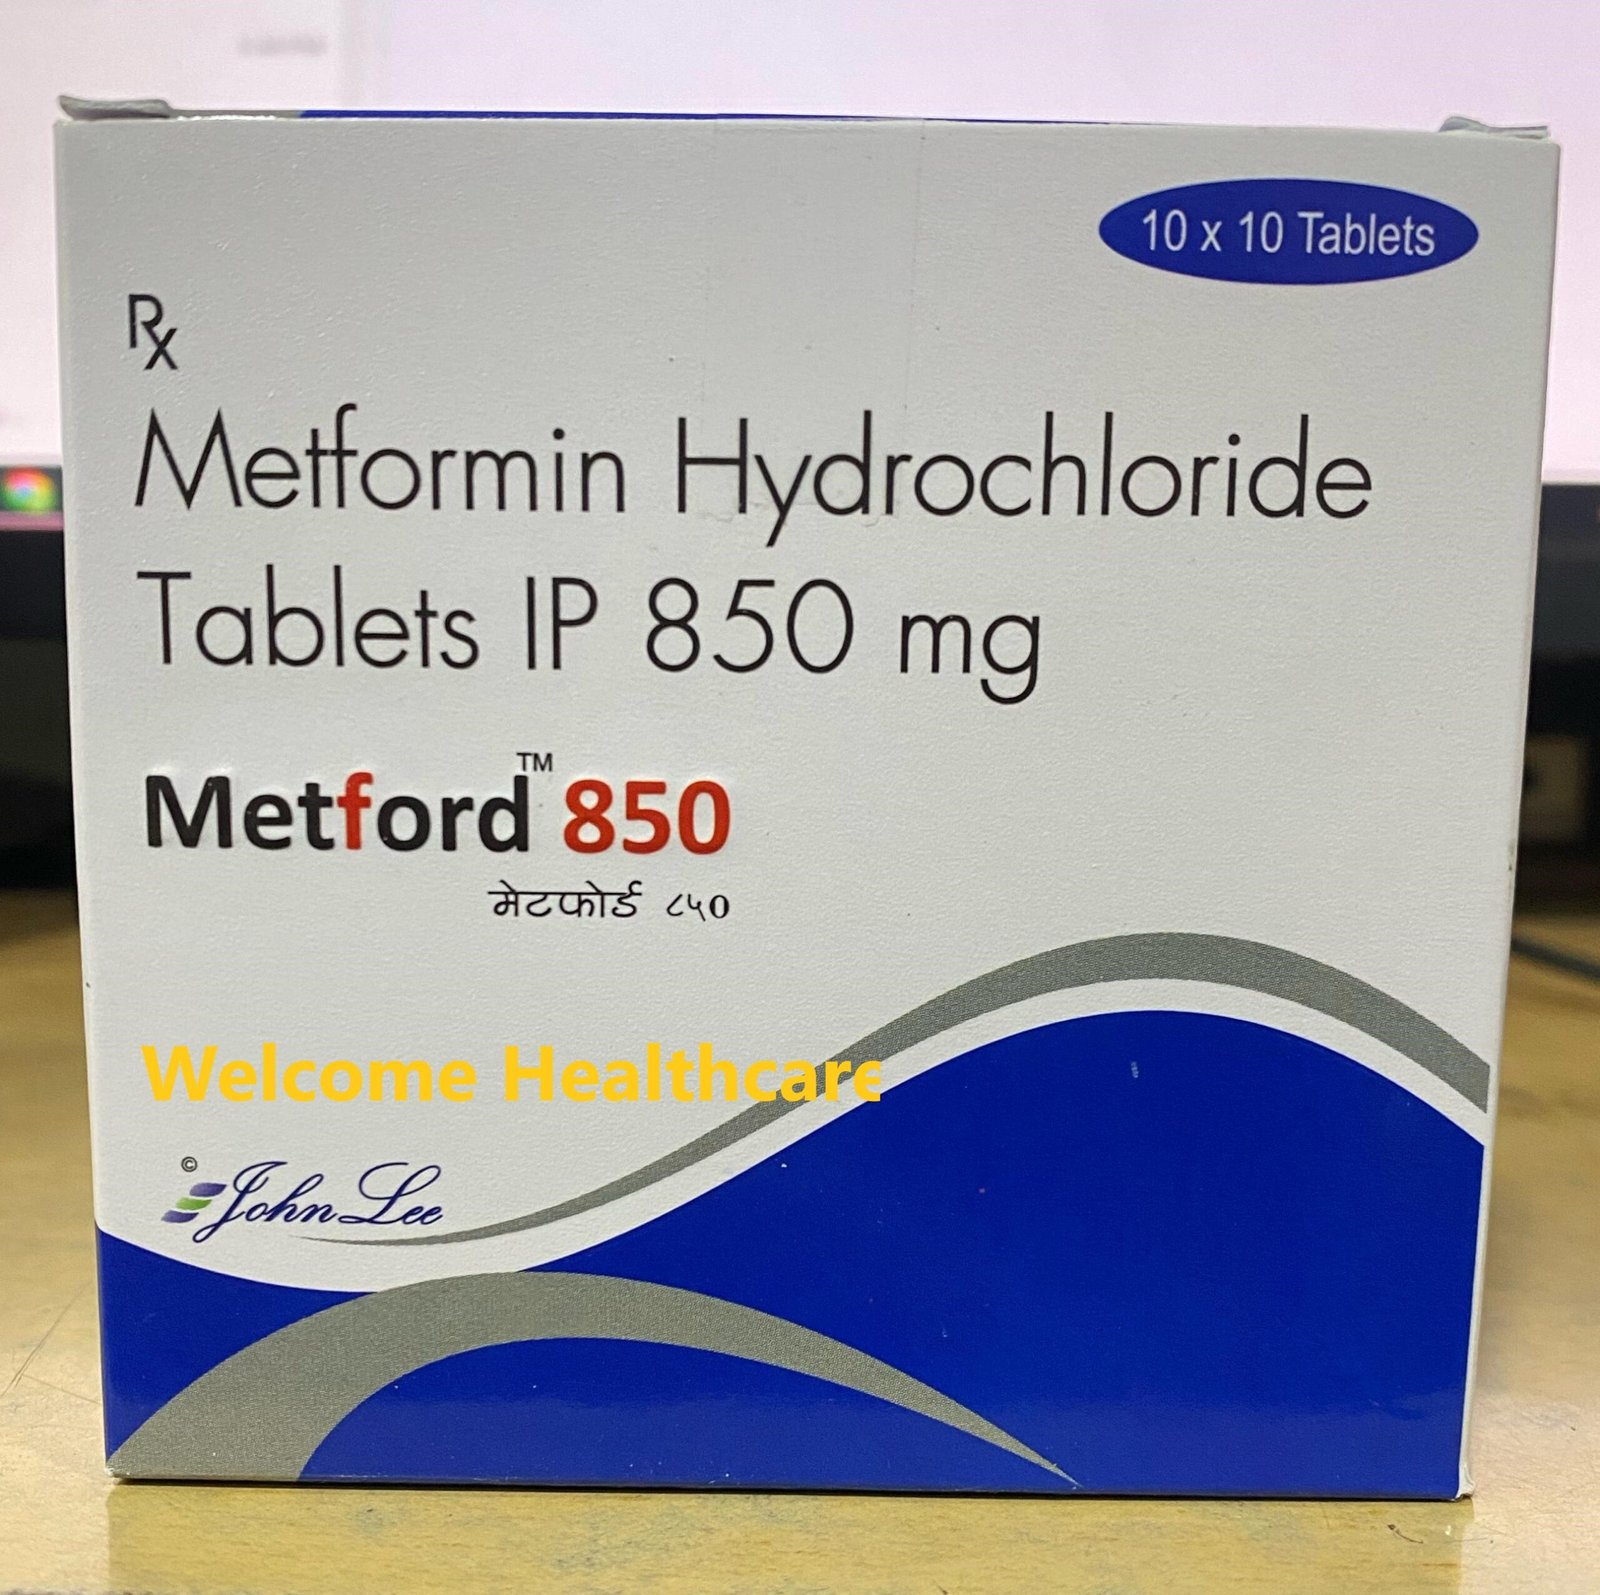 10 x 10 Tablets
Rx
Metformin Hydrochloride
Tablets IP 850 mg
Metford™ 850
मेटफोर्ड ८५०
Welcome Healthcare
© John Lee